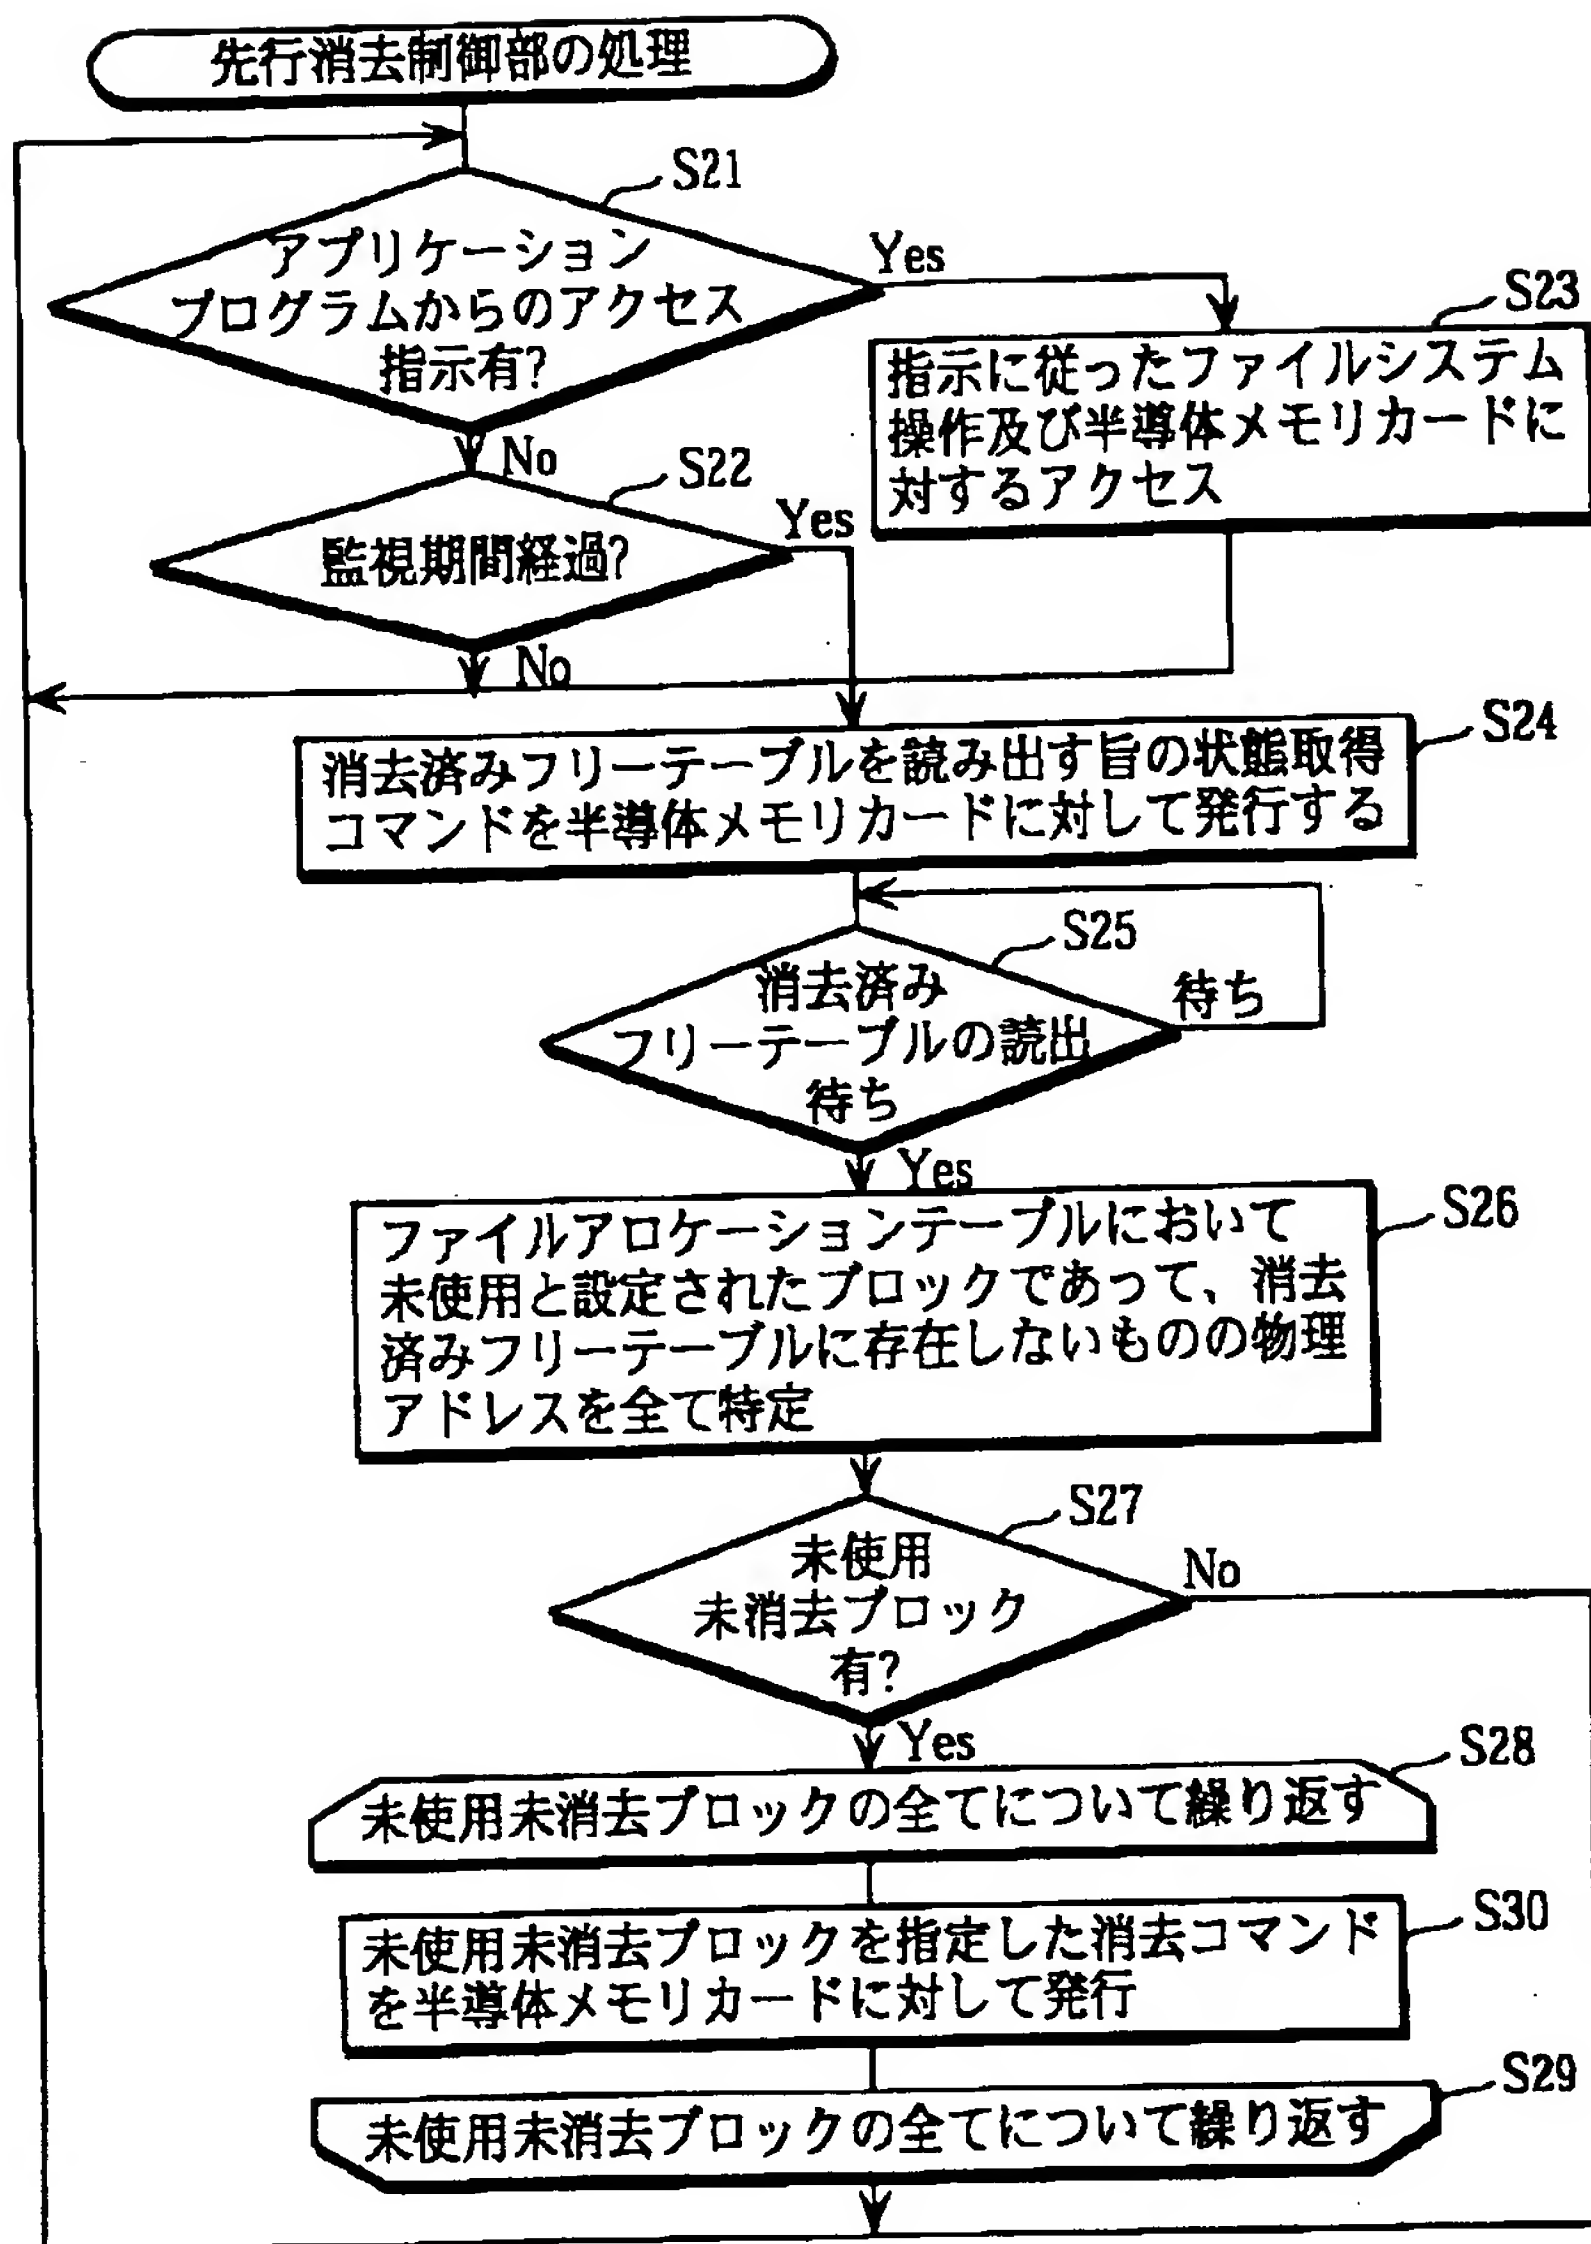 先行消去制御部の処理
S21
アプリケーション
プログラムからのアクセス
指示有?
Yes
No
S23
指示に従ったファイルシステム
操作及び半導体メモリカードに
対するアクセス
S22
監視期間経過?
Yes
No
S24
消去済みフリーテーブルを読み出す旨の状態取得
コマンドを半導体メモリカードに対して発行する
S25
消去済み
フリーテーブルの読出
待ち
待ち
Yes
S26
ファイルアロケーションテーブルにおいて
未使用と設定されたブロックであって、消去
済みフリーテーブルに存在しないものの物理
アドレスを全て特定
S27
未使用
未消去ブロック
有?
No
Yes
S28
未使用未消去ブロックの全てについて繰り返す
S30
未使用未消去ブロックを指定した消去コマンド
を半導体メモリカードに対して発行
S29
未使用未消去ブロックの全てについて繰り返す